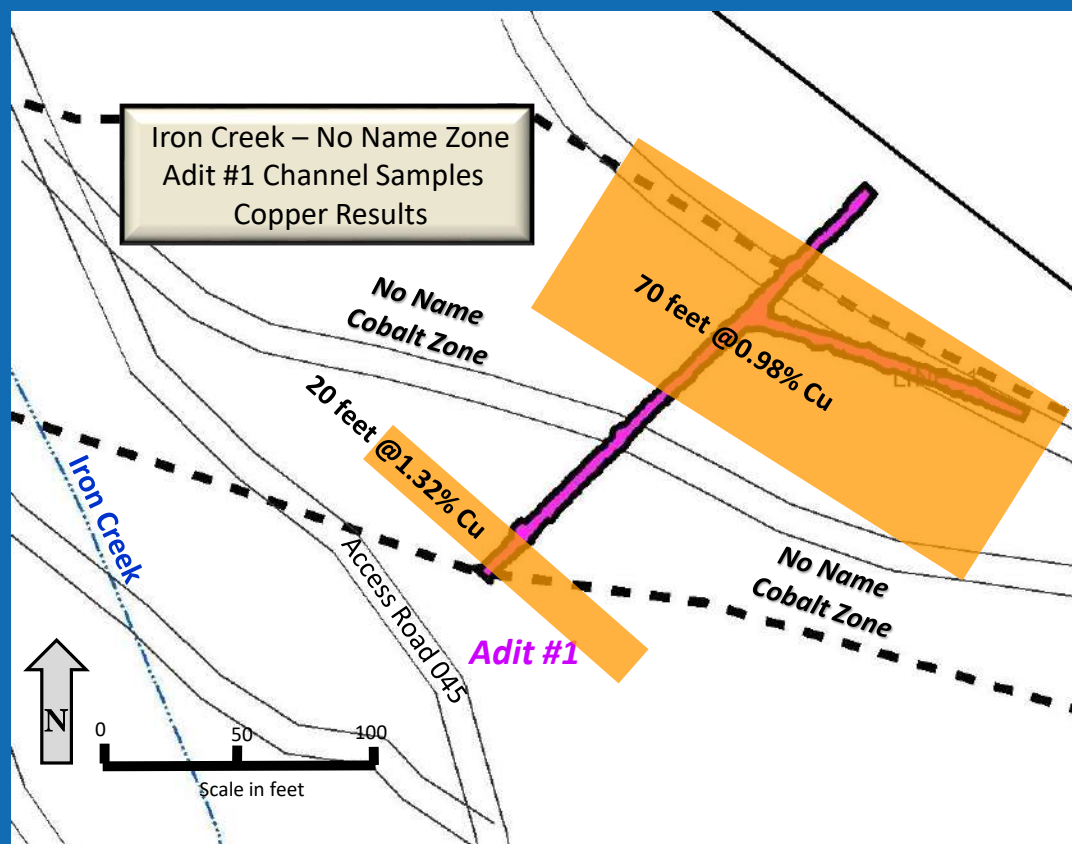 Iron Creek – No Name Zone
Adit #1 Channel Samples
Copper Results
No Name
Cobalt Zone
70 feet @0.98% Cu
20 feet @1.32% Cu
Iron Creek
Access Road 045
No Name
Cobalt Zone
Adit #1
N
0
50
100
Scale in feet